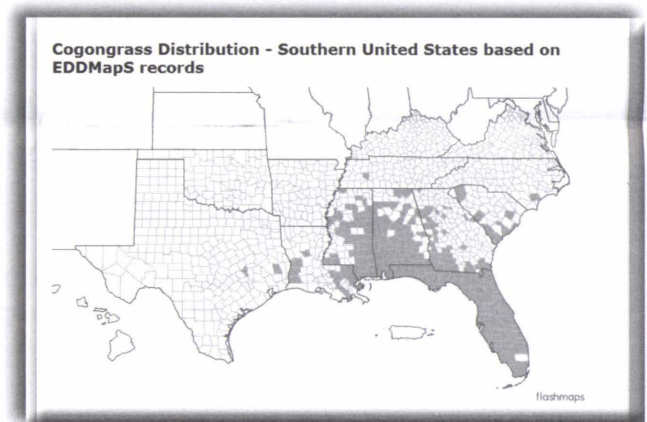 Cogongrass Distribution - Southern United States based on
EDDMapS records
flashmaps